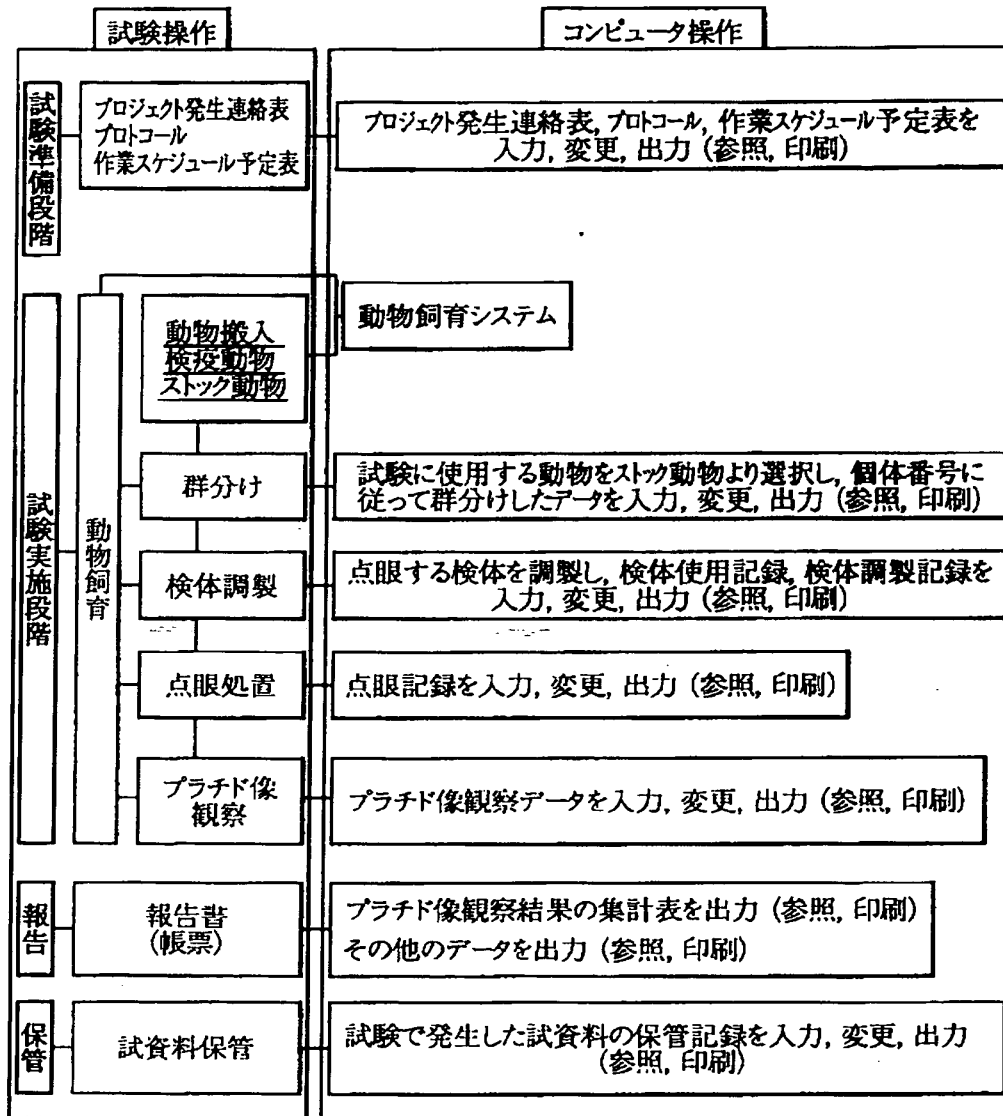 試験操作
コンピュータ操作
試験準備段階
プロジェクト発生連絡表
プロトコール
作業スケジュール予定表
プロジェクト発生連絡表, プロトコール, 作業スケジュール予定表を
入力, 変更, 出力 (参照, 印刷)
試験実施段階
動物飼育
動物搬入
検疫動物
ストック動物
動物飼育システム
群分け
試験に使用する動物をストック動物より選択し, 個体番号に
従って群分けしたデータを入力, 変更, 出力 (参照, 印刷)
検体調製
点眼する検体を調製し, 検体使用記録, 検体調製記録を
入力, 変更, 出力 (参照, 印刷)
点眼処置
点眼記録を入力, 変更, 出力 (参照, 印刷)
プラチド像
観察
プラチド像観察データを入力, 変更, 出力 (参照, 印刷)
報告
報告書
(帳票)
プラチド像観察結果の集計表を出力 (参照, 印刷)
その他のデータを出力 (参照, 印刷)
保管
試資料保管
試験で発生した試資料の保管記録を入力, 変更, 出力
(参照, 印刷)